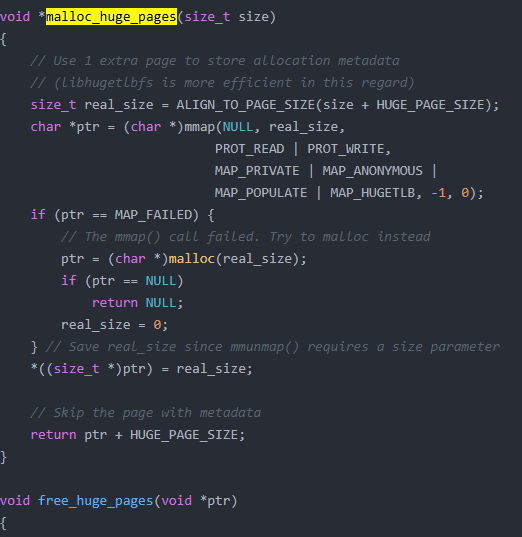 void *malloc_huge_pages(size_t size)
{
    // Use 1 extra page to store allocation metadata
    // (libhugetlbfs is more efficient in this regard)
    size_t real_size = ALIGN_TO_PAGE_SIZE(size + HUGE_PAGE_SIZE);
    char *ptr = (char *)mmap(NULL, real_size,
                            PROT_READ | PROT_WRITE,
                            MAP_PRIVATE | MAP_ANONYMOUS |
                            MAP_POPULATE | MAP_HUGETLB, -1, 0);
    if (ptr == MAP_FAILED) {
        // The mmap() call failed. Try to malloc instead
        ptr = (char *)malloc(real_size);
        if (ptr == NULL)
            return NULL;
        real_size = 0;
    } // Save real_size since mmunmap() requires a size parameter
    *((size_t *)ptr) = real_size;

    // Skip the page with metadata
    return ptr + HUGE_PAGE_SIZE;
}

void free_huge_pages(void *ptr)
{